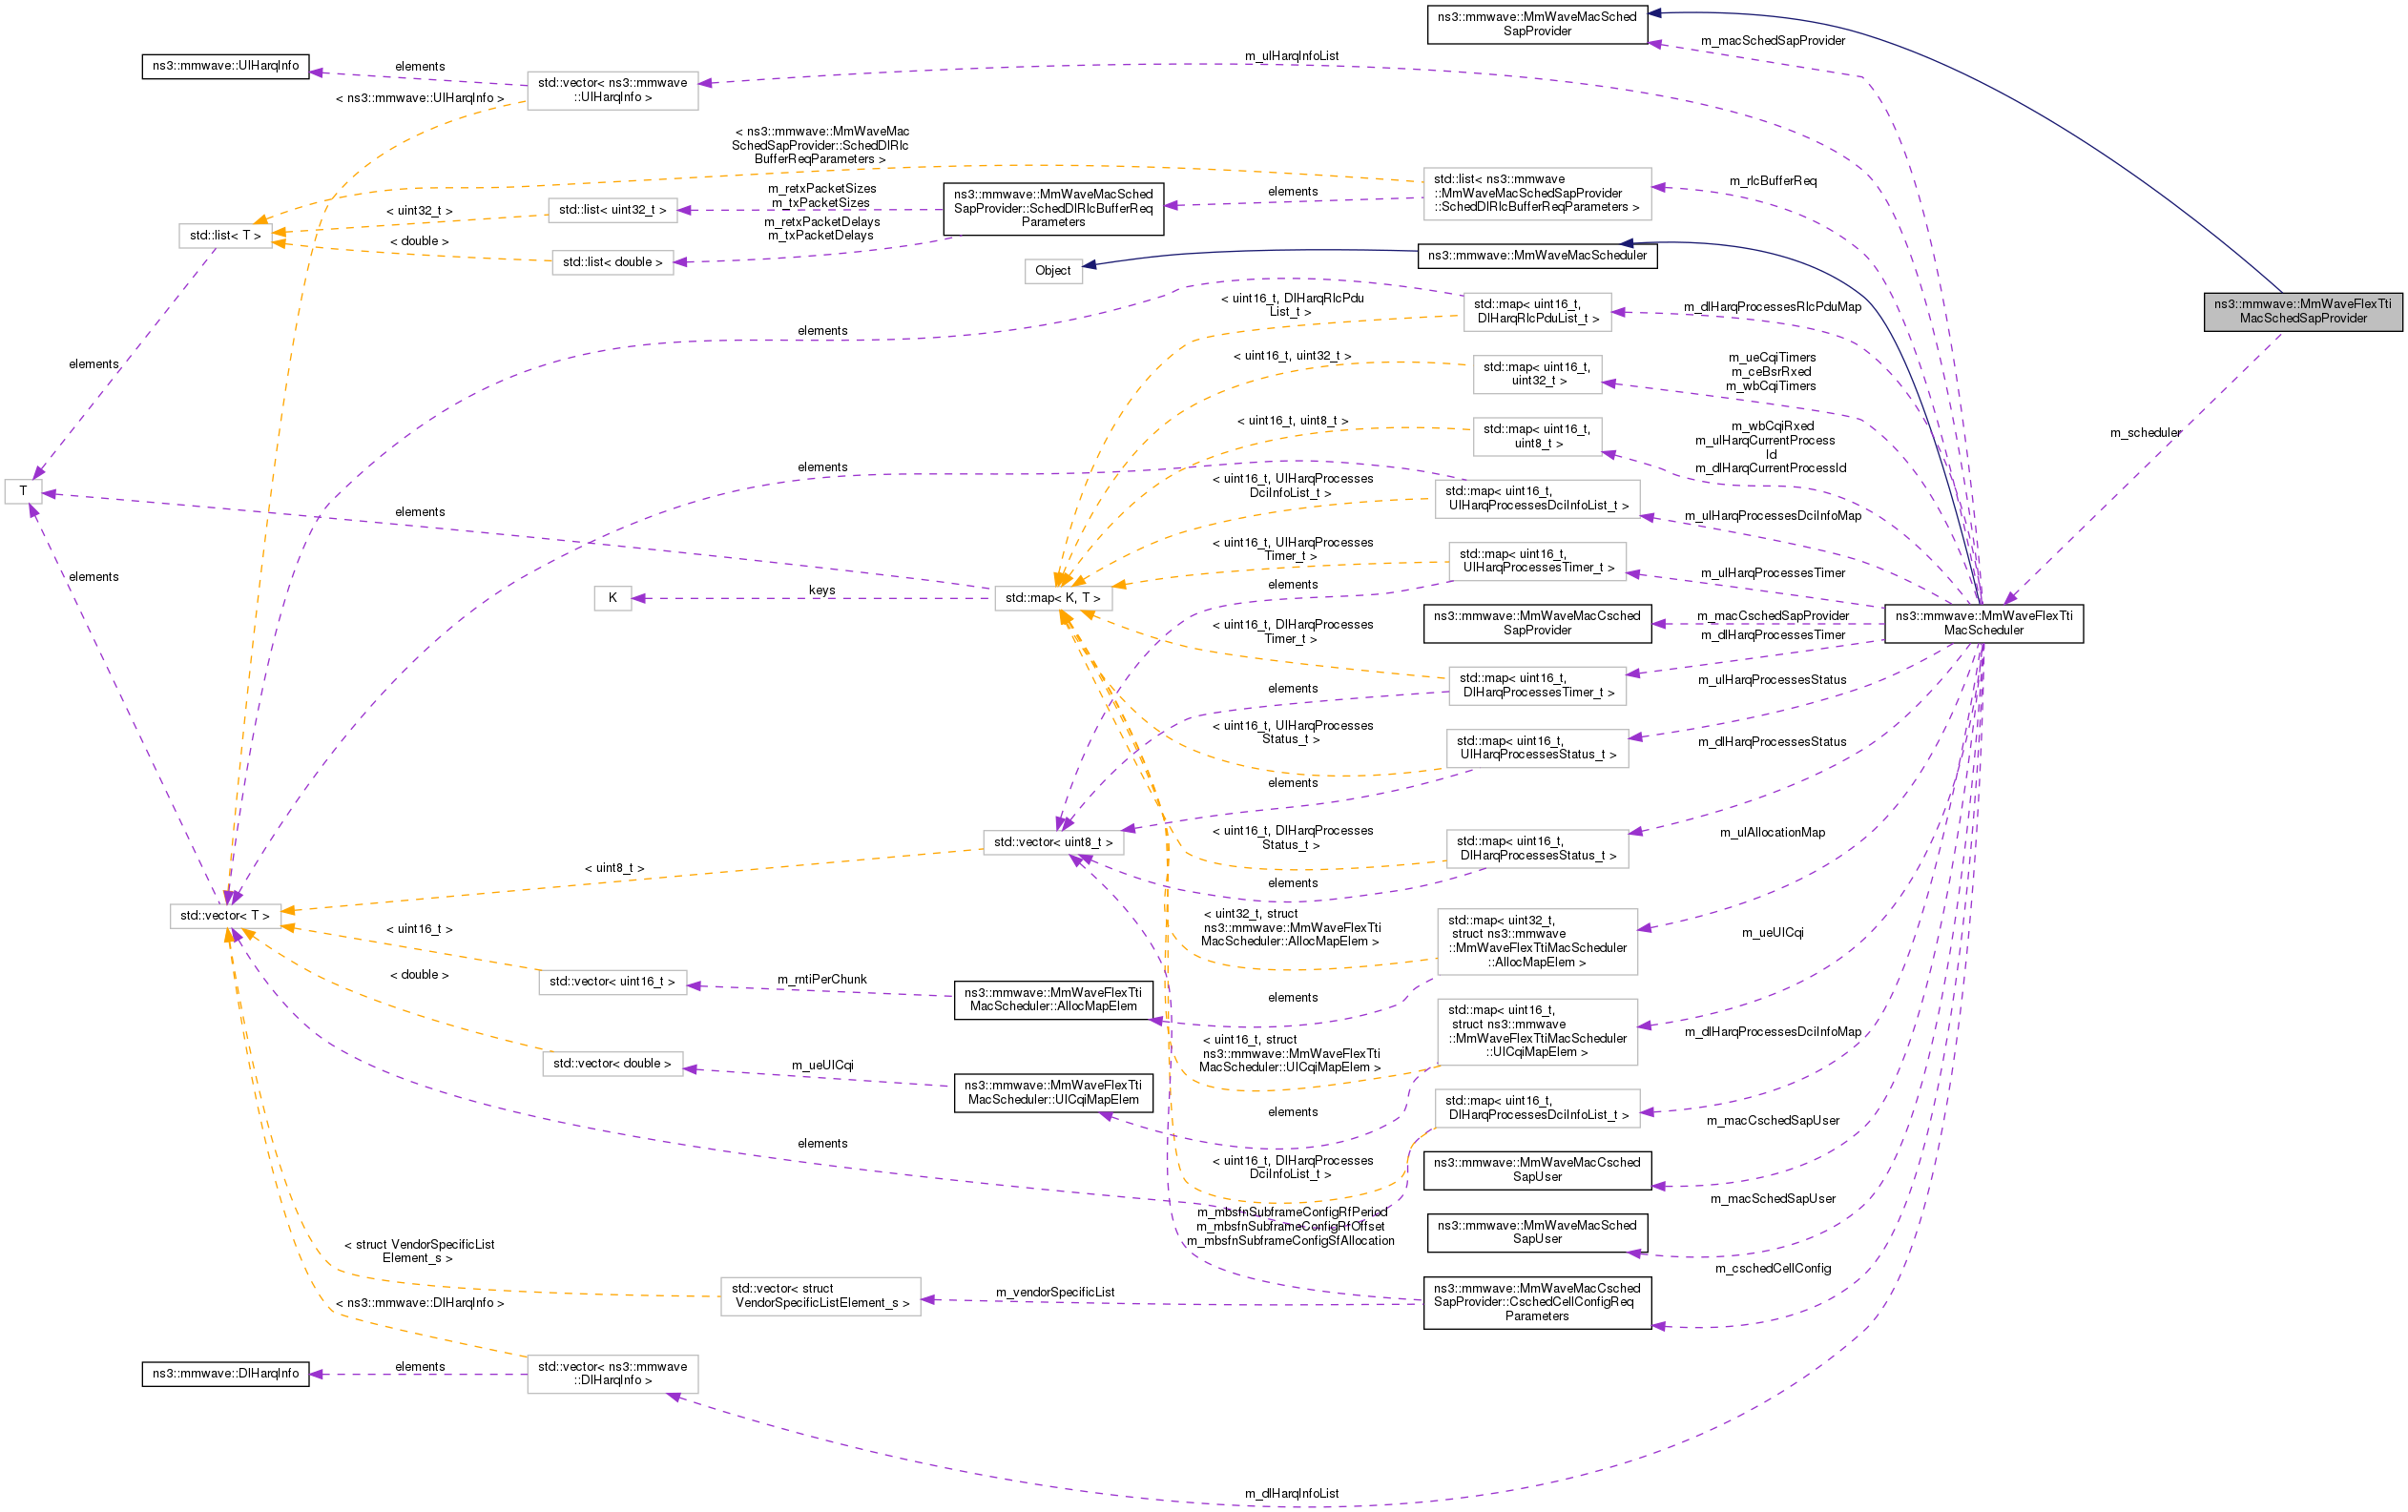 ns3::mmwave::MmWaveMacSched
SapProvider
m_macSchedSapProvider
ns3::mmwave::UlHarqInfo
elements
std::vector< ns3::mmwave
::UlHarqInfo >
m_ulHarqInfoList
< ns3::mmwave::UlHarqInfo >
< ns3::mmwave::MmWaveMac
SchedSapProvider::SchedDlRlc
BufferReqParameters >
std::list< ns3::mmwave
::MmWaveMacSchedSapProvider
::SchedDlRlcBufferReqParameters >
m_rlcBufferReq
elements
ns3::mmwave::MmWaveMacSched
SapProvider::SchedDlRlcBufferReq
Parameters
m_retxPacketSizes
m_txPacketSizes
m_retxPacketDelays
m_txPacketDelays
std::list< uint32_t >
< uint32_t >
std::list< T >
< double >
std::list< double >
Object
ns3::mmwave::MmWaveMacScheduler
ns3::mmwave::MmWaveFlexTti
MacSchedSapProvider
m_scheduler
< uint16_t, DlHarqRlcPdu
List_t >
std::map< uint16_t,
DlHarqRlcPduList_t >
m_dlHarqProcessesRlcPduMap
elements
elements
< uint16_t, uint32_t >
std::map< uint16_t,
uint32_t >
m_ueCqiTimers
m_ceBsrRxed
m_wbCqiTimers
< uint16_t, uint8_t >
std::map< uint16_t,
uint8_t >
m_wbCqiRxed
m_ulHarqCurrentProcess
Id
m_dlHarqCurrentProcessId
elements
T
elements
< uint16_t, UlHarqProcesses
DciInfoList_t >
std::map< uint16_t,
UlHarqProcessesDciInfoList_t >
m_ulHarqProcessesDciInfoMap
< uint16_t, UlHarqProcesses
Timer_t >
std::map< uint16_t,
UlHarqProcessesTimer_t >
m_ulHarqProcessesTimer
elements
elements
K
keys
std::map< K, T >
ns3::mmwave::MmWaveMacCsched
SapProvider
m_macCschedSapProvider
ns3::mmwave::MmWaveFlexTti
MacScheduler
< uint16_t, DlHarqProcesses
Timer_t >
m_dlHarqProcessesTimer
std::map< uint16_t,
DlHarqProcessesTimer_t >
elements
m_ulHarqProcessesStatus
< uint16_t, UlHarqProcesses
Status_t >
std::map< uint16_t,
UlHarqProcessesStatus_t >
m_dlHarqProcessesStatus
elements
std::vector< uint8_t >
< uint16_t, DlHarqProcesses
Status_t >
std::map< uint16_t,
DlHarqProcessesStatus_t >
m_ulAllocationMap
< uint8_t >
elements
std::vector< T >
< uint16_t >
< uint32_t, struct
ns3::mmwave::MmWaveFlexTti
MacScheduler::AllocMapElem >
std::map< uint32_t,
struct ns3::mmwave
::MmWaveFlexTtiMacScheduler
::AllocMapElem >
m_ueUlCqi
< double >
std::vector< uint16_t >
m_rntiPerChunk
ns3::mmwave::MmWaveFlexTti
MacScheduler::AllocMapElem
elements
std::map< uint16_t,
struct ns3::mmwave
::MmWaveFlexTtiMacScheduler
::UlCqiMapElem >
m_dlHarqProcessesDciInfoMap
< uint16_t, struct
ns3::mmwave::MmWaveFlexTti
MacScheduler::UlCqiMapElem >
std::vector< double >
m_ueUlCqi
ns3::mmwave::MmWaveFlexTti
MacScheduler::UlCqiMapElem
elements
std::map< uint16_t,
DlHarqProcessesDciInfoList_t >
m_macCschedSapUser
elements
< uint16_t, DlHarqProcesses
DciInfoList_t >
ns3::mmwave::MmWaveMacCsched
SapUser
m_macSchedSapUser
m_mbsfnSubframeConfigRfPeriod
m_mbsfnSubframeConfigRfOffset
m_mbsfnSubframeConfigSfAllocation
ns3::mmwave::MmWaveMacSched
SapUser
< struct VendorSpecificList
Element_s >
m_cschedCellConfig
std::vector< struct
VendorSpecificListElement_s >
m_vendorSpecificList
ns3::mmwave::MmWaveMacCsched
SapProvider::CschedCellConfigReq
Parameters
< ns3::mmwave::DlHarqInfo >
ns3::mmwave::DlHarqInfo
elements
std::vector< ns3::mmwave
::DlHarqInfo >
m_dlHarqInfoList